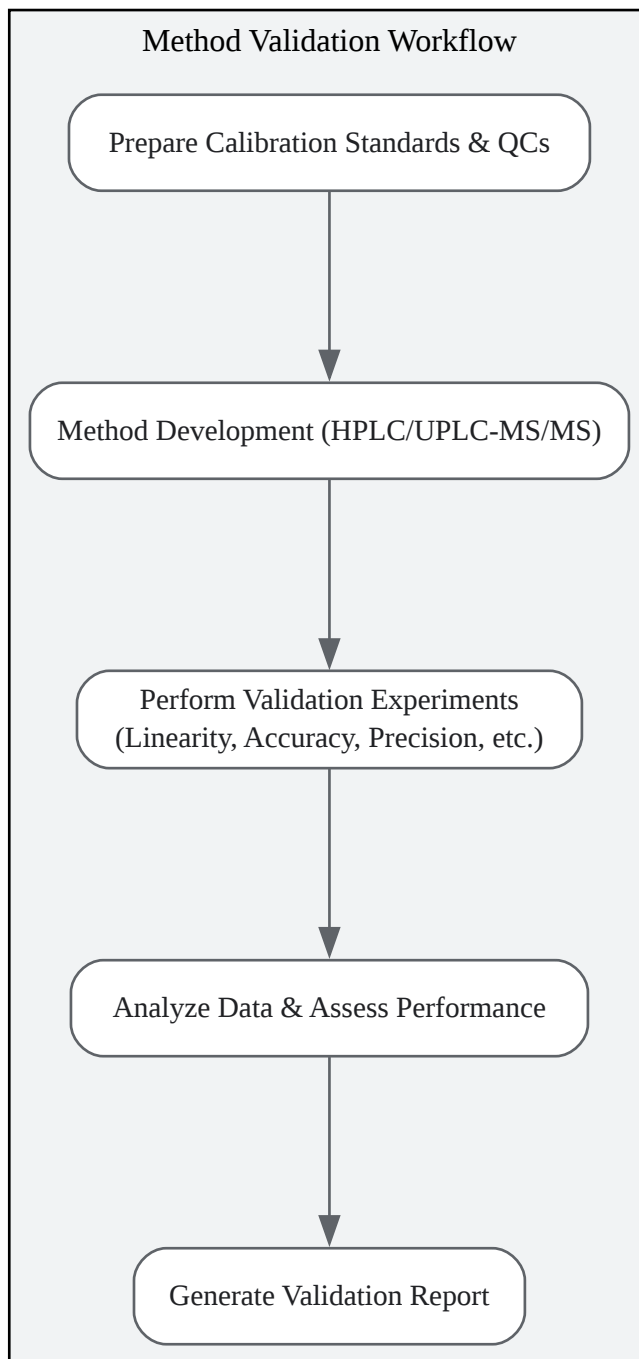 Method Validation Workflow
Prepare Calibration Standards & QCs
Method Development (HPLC/UPLC-MS/MS)
Perform Validation Experiments
(Linearity, Accuracy, Precision, etc.)
Analyze Data & Assess Performance
Generate Validation Report